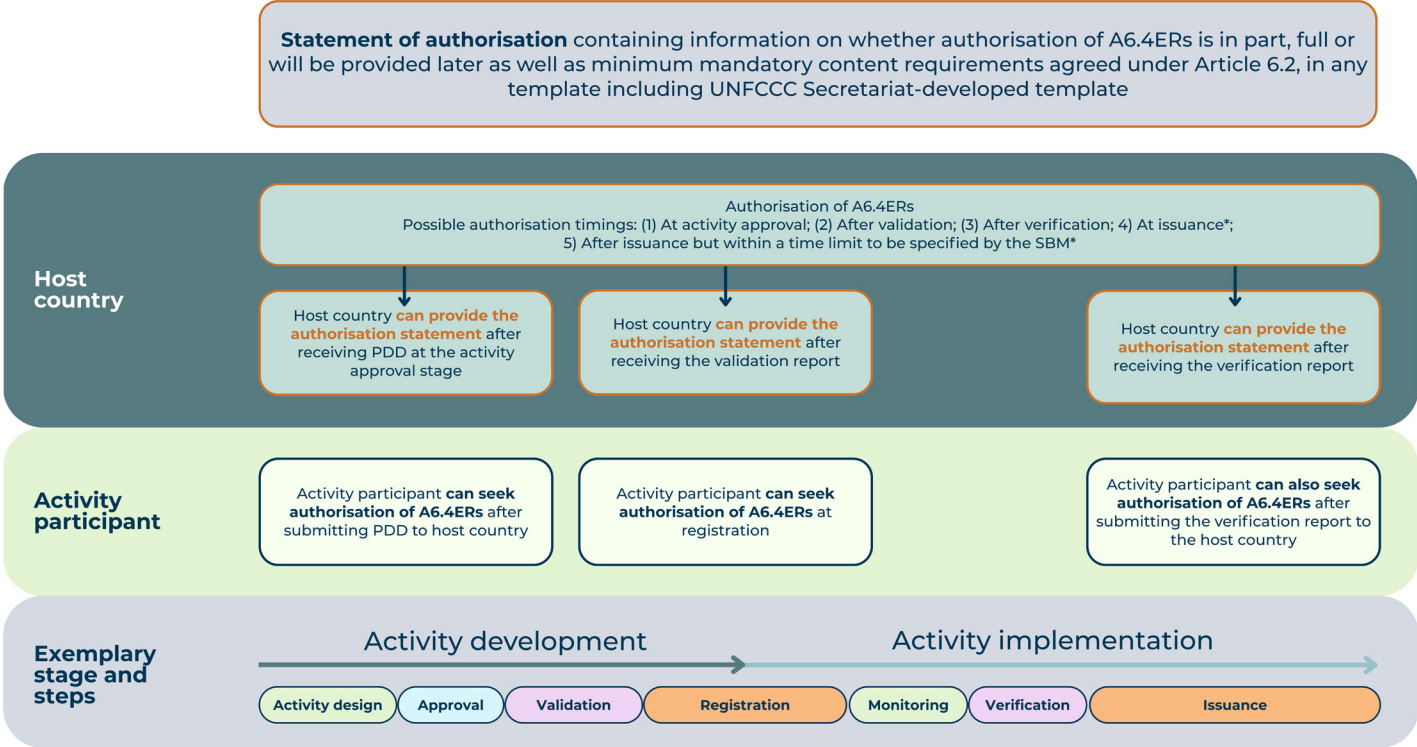 Statement of authorisation containing information on whether authorisation of A6.4ERs is in part, full or
will be provided later as well as minimum mandatory content requirements agreed under Article 6.2, in any
template including UNFCCC Secretariat-developed template
Host
country
Authorisation of A6.4ERs
Possible authorisation timings: (1) At activity approval; (2) After validation; (3) After verification; 4) At issuance*;
5) After issuance but within a time limit to be specified by the SBM*
Host country can provide the
authorisation statement after
receiving PDD at the activity
approval stage
Host country can provide the
authorisation statement after
receiving the validation report
Host country can provide the
authorisation statement after
receiving the verification report
Activity
participant
Activity participant can seek
authorisation of A6.4ERs after
submitting PDD to host country
Activity participant can seek
authorisation of A6.4ERs at
registration
Activity participant can also seek
authorisation of A6.4ERs after
submitting the verification report to
the host country
Exemplary
stage and
steps
Activity development
Activity implementation
Activity design
Approval
Validation
Registration
Monitoring
Verification
Issuance